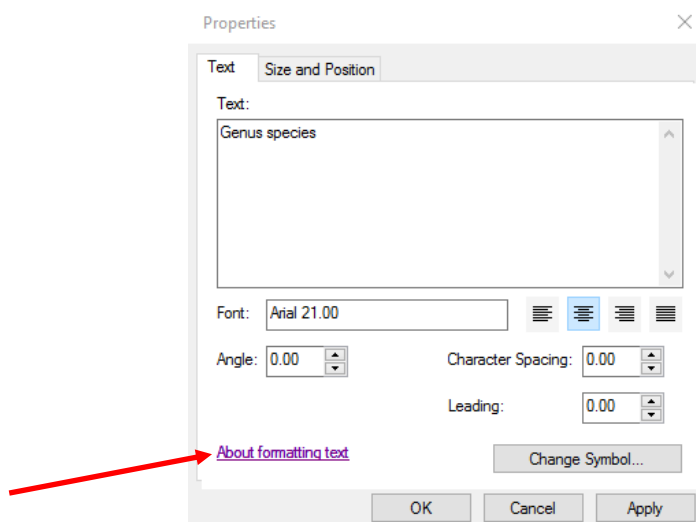 Properties
Text Size and Position
Text:
Genus species
Font: Arial 21.00
Angle: 0.00 Character Spacing: 0.00
Leading: 0.00
About formatting text Change Symbol...
OK Cancel Apply